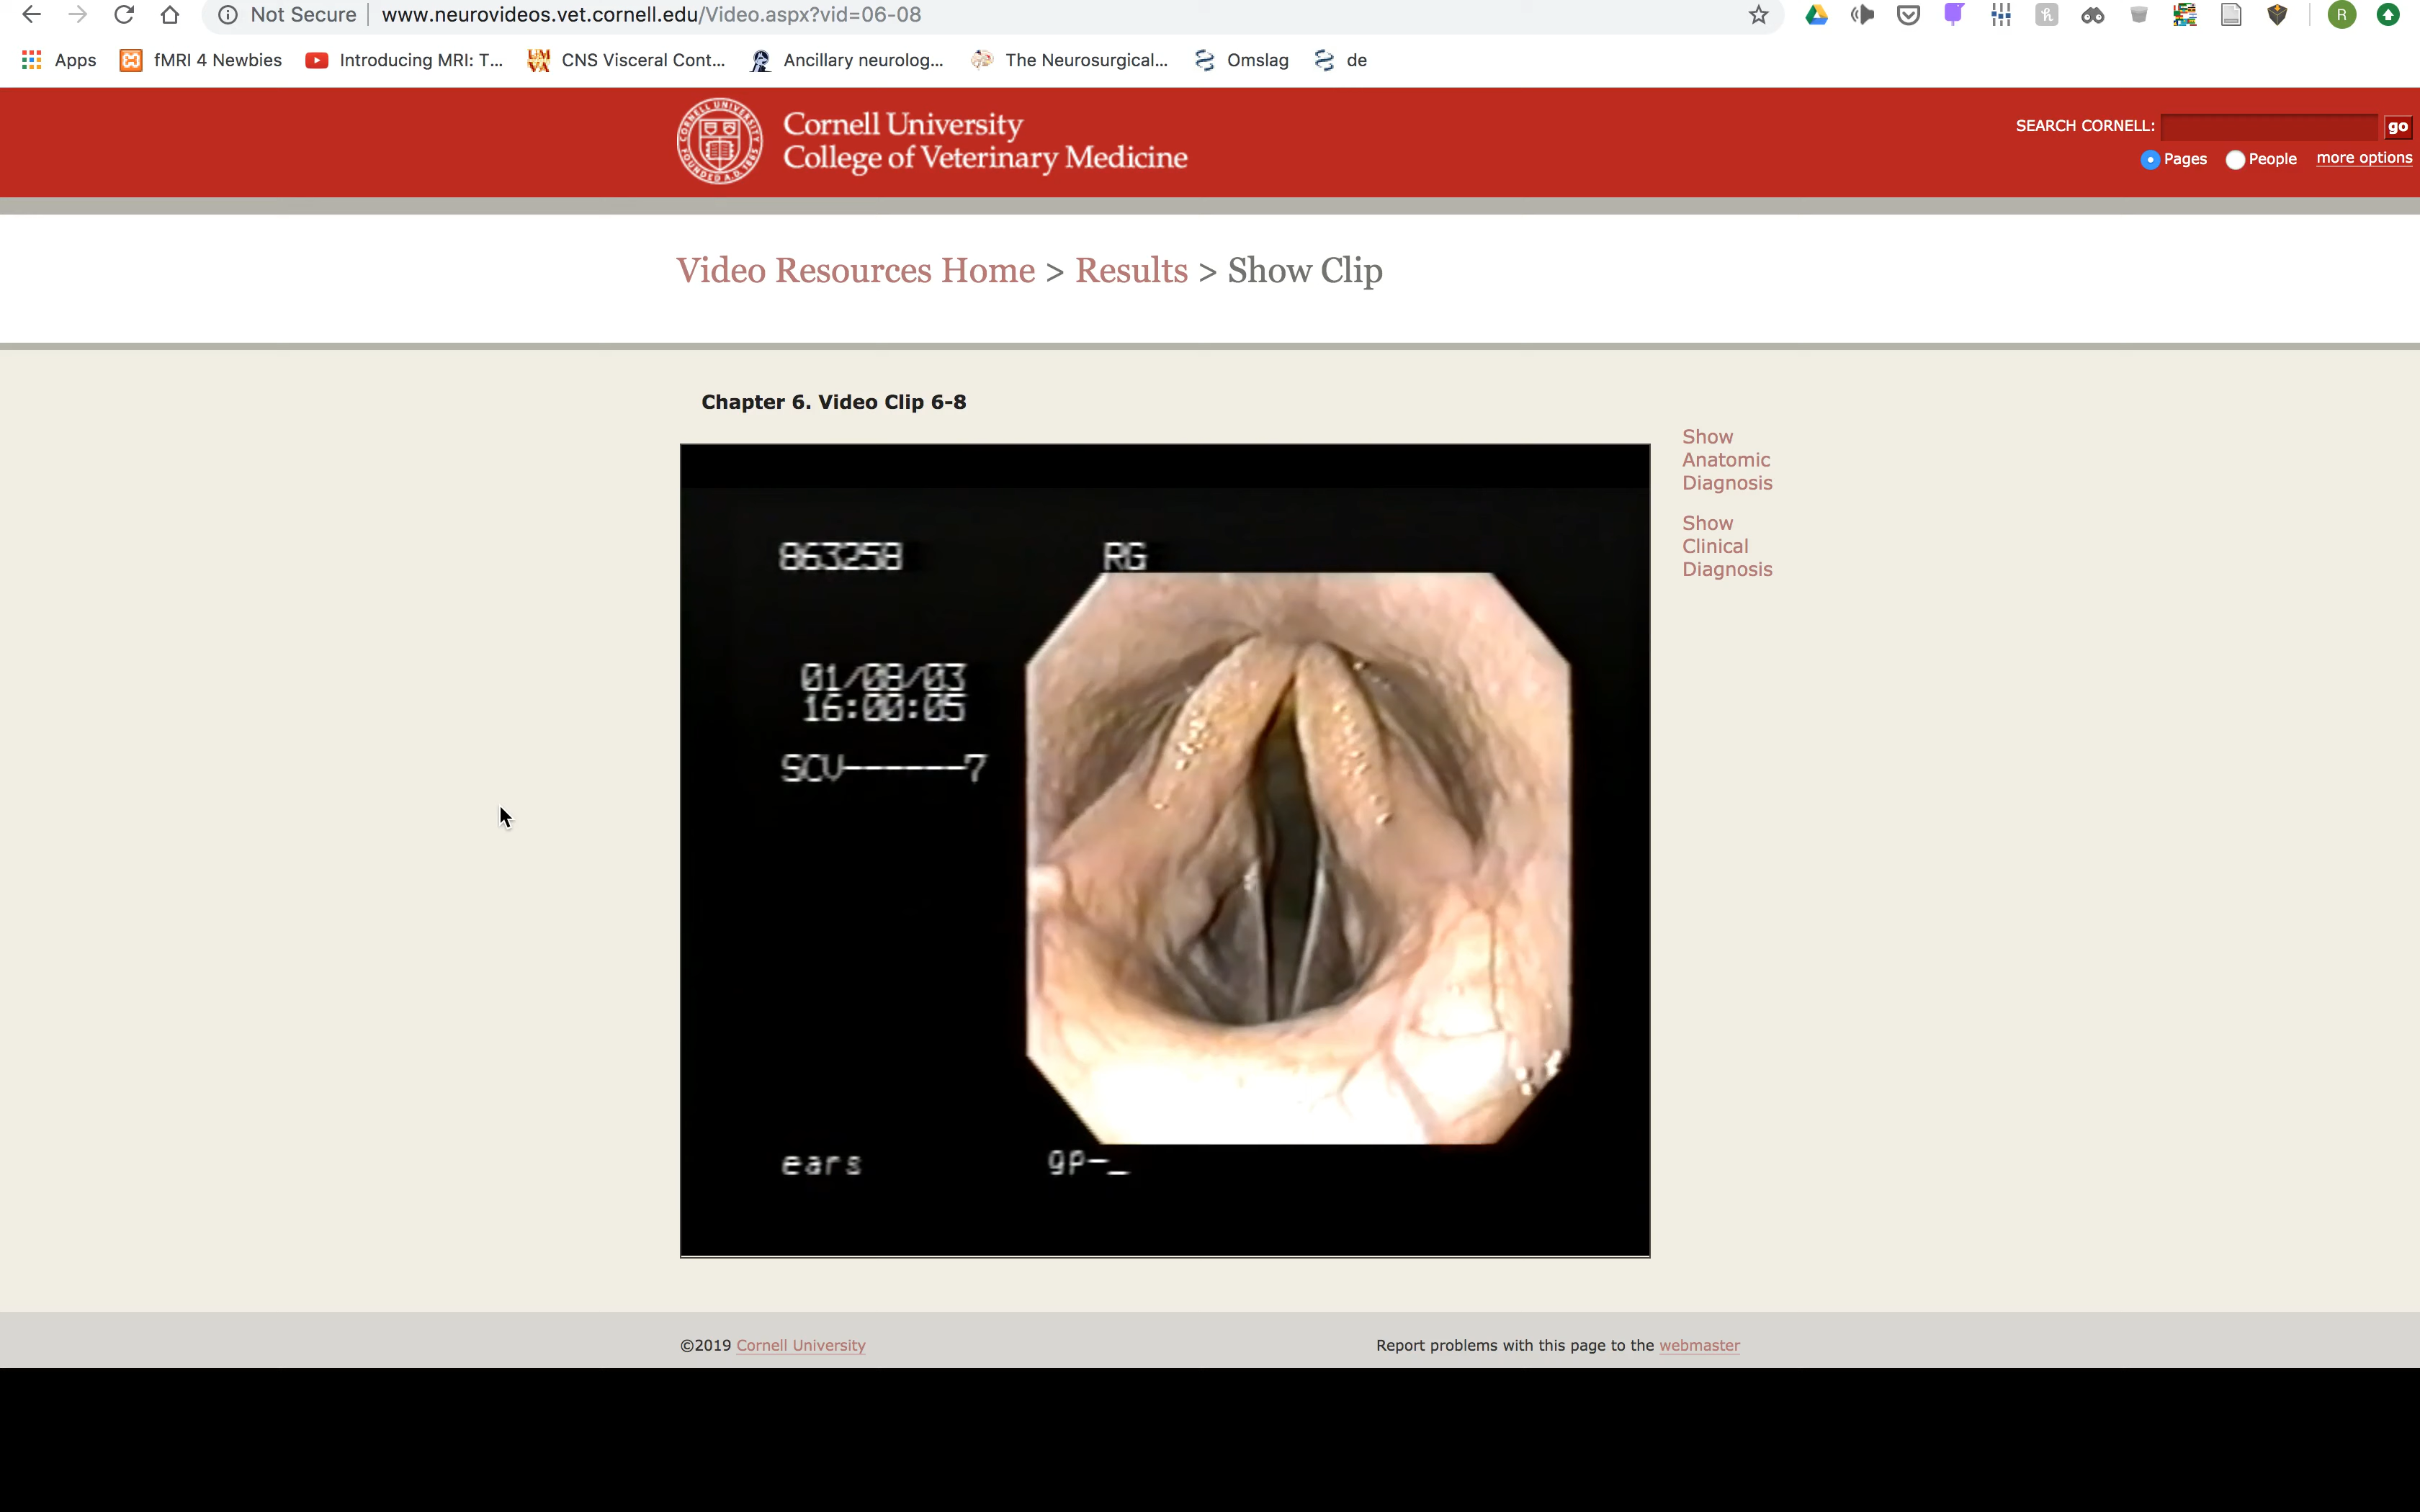 Not Secure www.neurovideos.vet.cornell.edu/Video.aspx?vid=06-08
R
Apps fMRI 4 Newbies Introducing MRI: T... CNS Visceral Cont... Ancillary neurolog... The Neurosurgical... Omslag de
Cornell University
College of Veterinary Medicine
SEARCH CORNELL: go
Pages People more options
Video Resources Home > Results > Show Clip
Chapter 6. Video Clip 6-8
Show
Anatomic
Diagnosis
Show
Clinical
Diagnosis
863258 RG
01/08/03
16:00:05
SCV------7
ears gp-_
©2019 Cornell University Report problems with this page to the webmaster